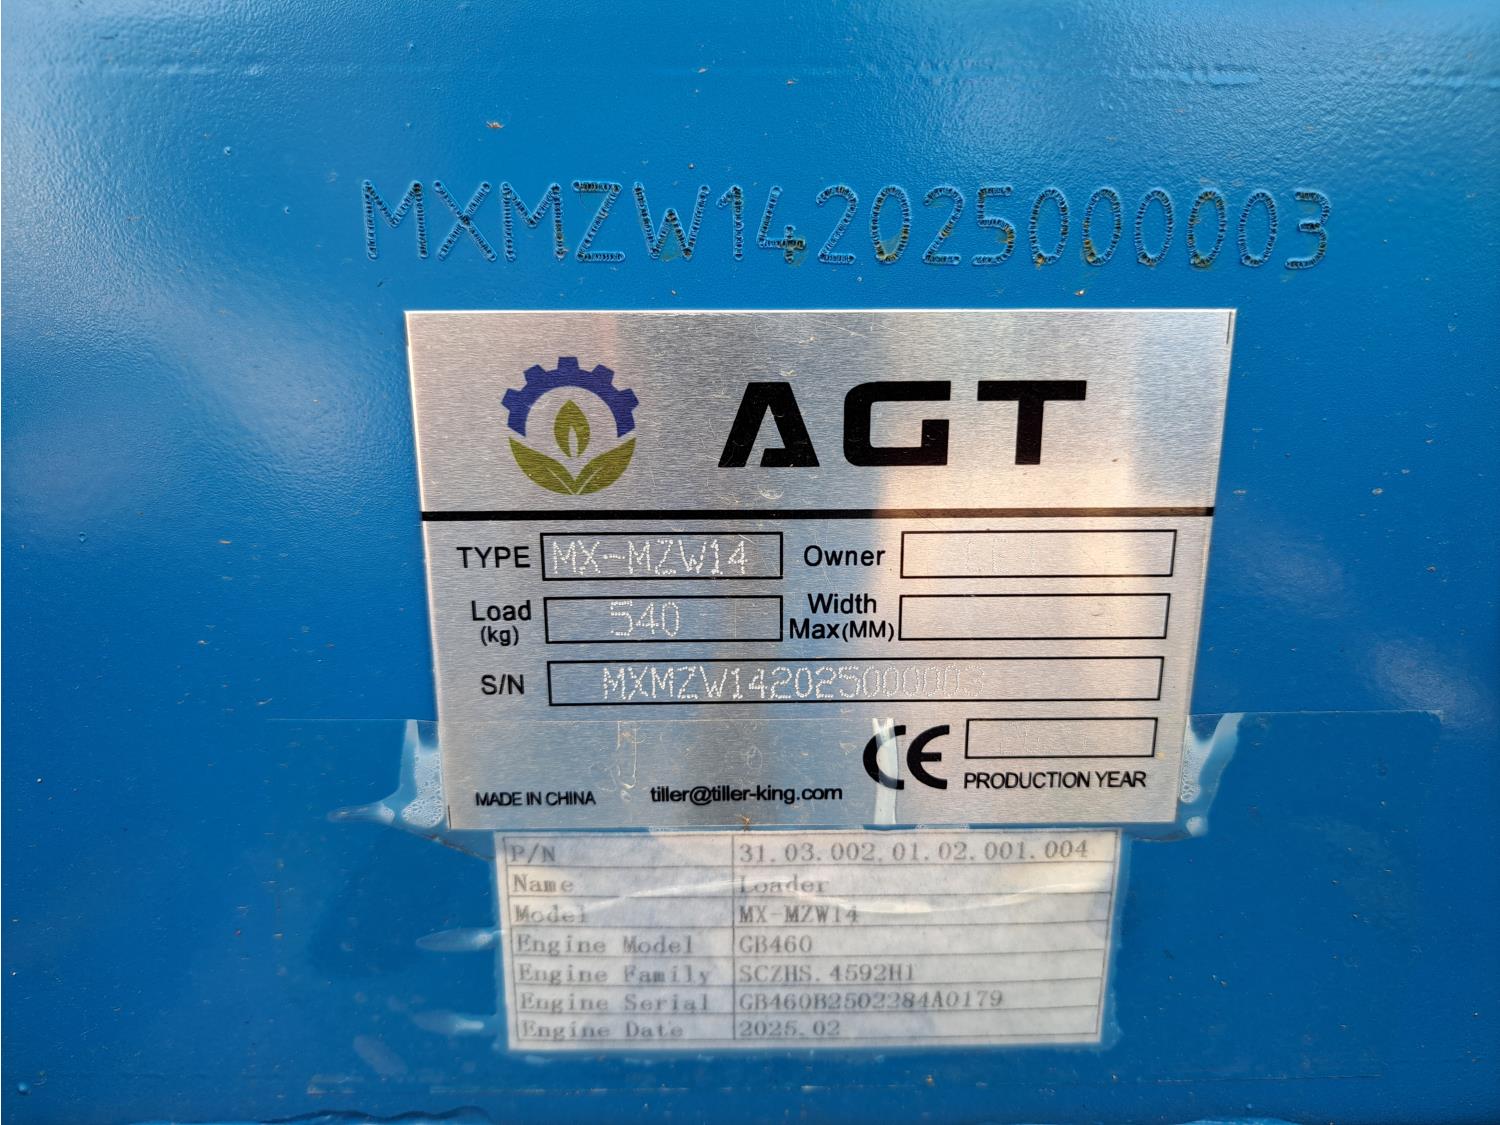 MXMZW142025000003
AGT
TYPE MX-MZW14 Owner
Load (kg) 540 Width Max(MM)
S/N MXMZW142025000003
CE
PRODUCTION YEAR
MADE IN CHINA tiller@tiller-king.com
P/N 31.03.002.01.02.001.004
Name Loader
Model MX-MZW14
Engine Model GB460
Engine Family SCZHS.4592H1
Engine Serial GB460B2502284A0179
Engine Date 2025.02